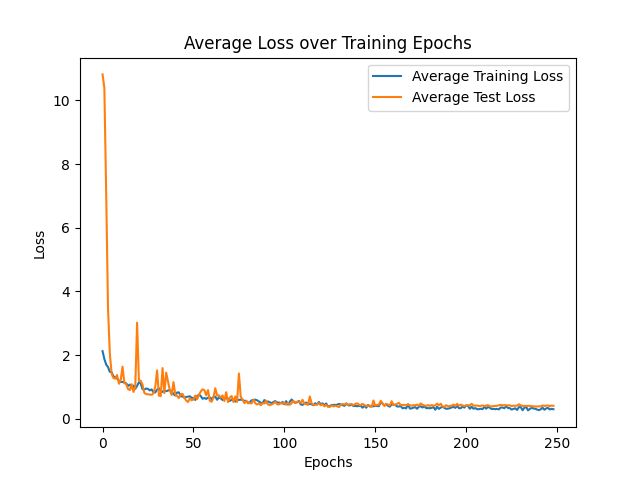 Average Loss over Training Epochs
Average Training Loss
Average Test Loss
Loss
10
8
6
4
2
0
0 50 100 150 200 250
Epochs